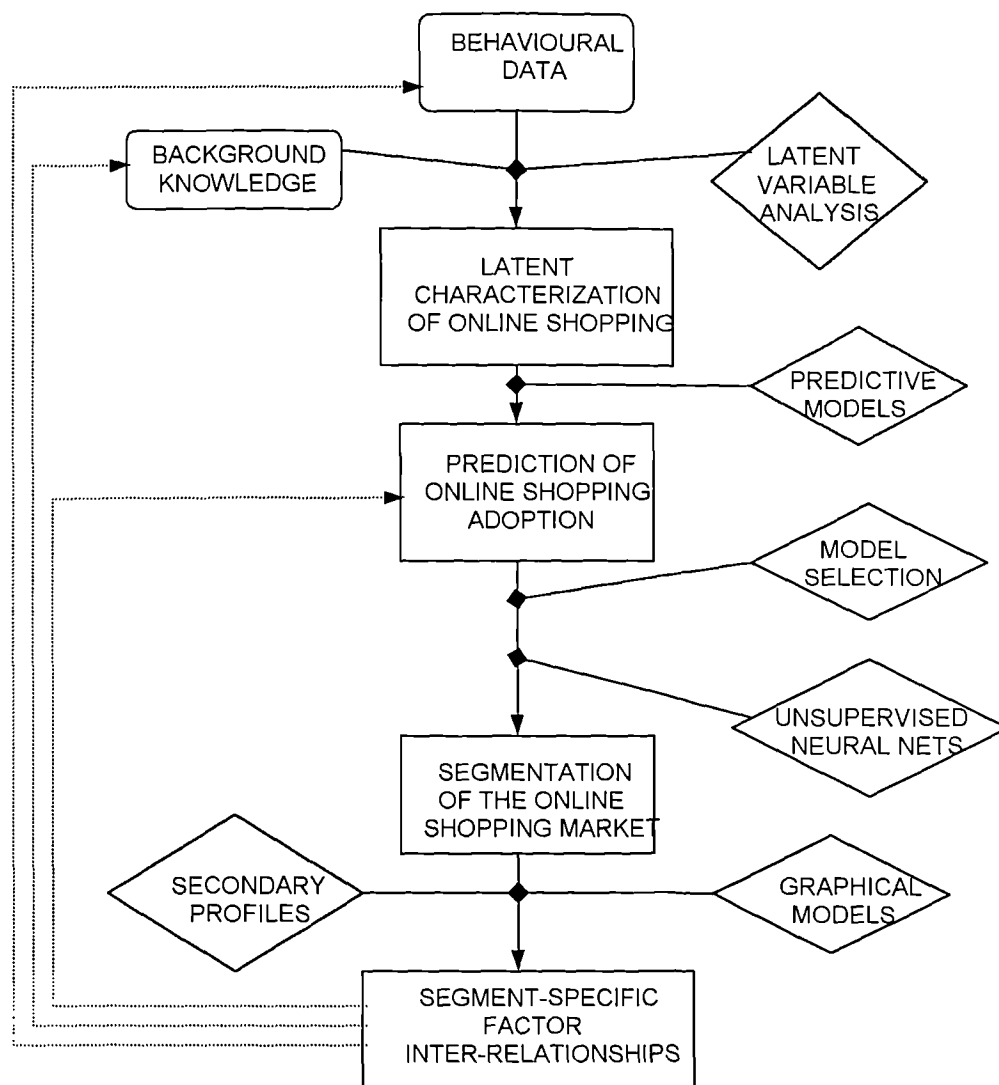 BEHAVIOURAL
DATA
BACKGROUND
KNOWLEDGE
LATENT
VARIABLE
ANALYSIS
LATENT
CHARACTERIZATION
OF ONLINE SHOPPING
PREDICTIVE
MODELS
PREDICTION OF
ONLINE SHOPPING
ADOPTION
MODEL
SELECTION
UNSUPERVISED
NEURAL NETS
SEGMENTATION
OF THE ONLINE
SHOPPING MARKET
SECONDARY
PROFILES
GRAPHICAL
MODELS
SEGMENT-SPECIFIC
FACTOR
INTER-RELATIONSHIPS